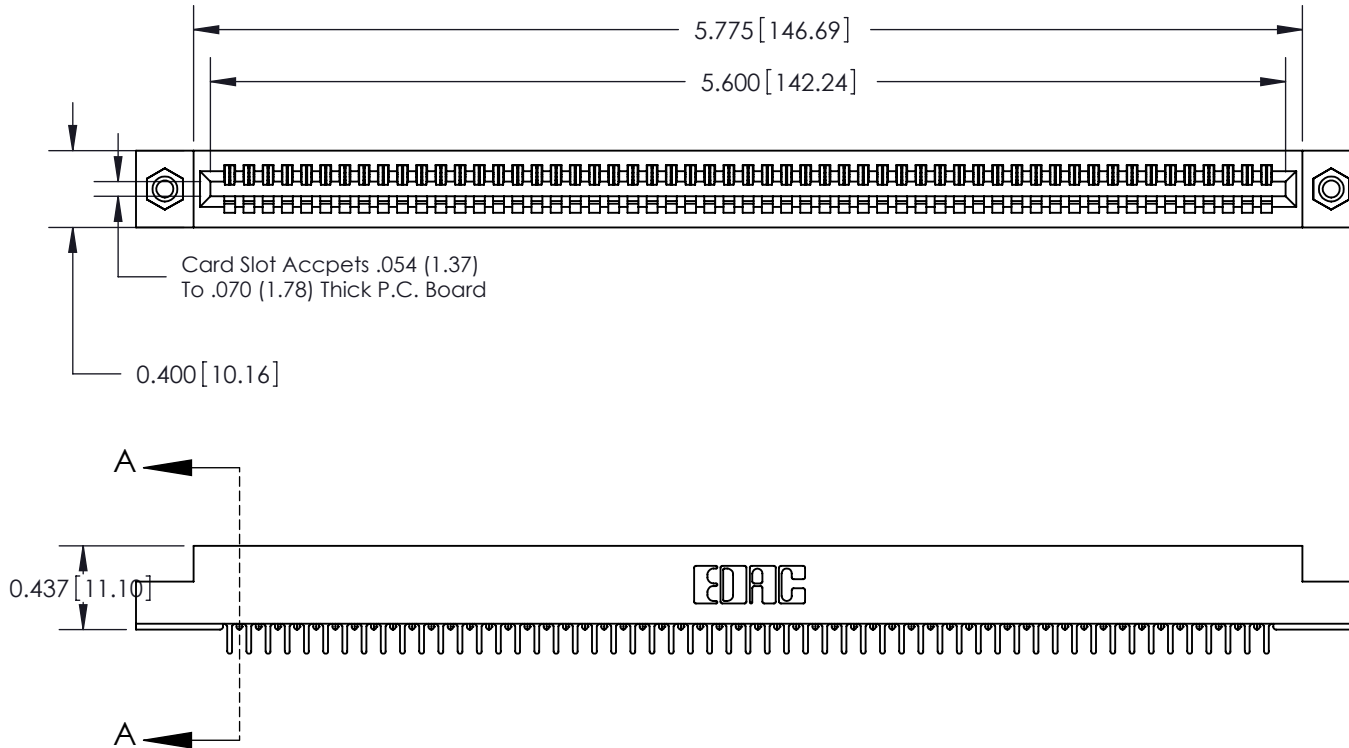 5.775[146.69]
5.600[142.24]
Card Slot Accpets .054 (1.37)
To .070 (1.78) Thick P.C. Board
0.400[10.16]
A
0.437[11.10]
EDAC
A